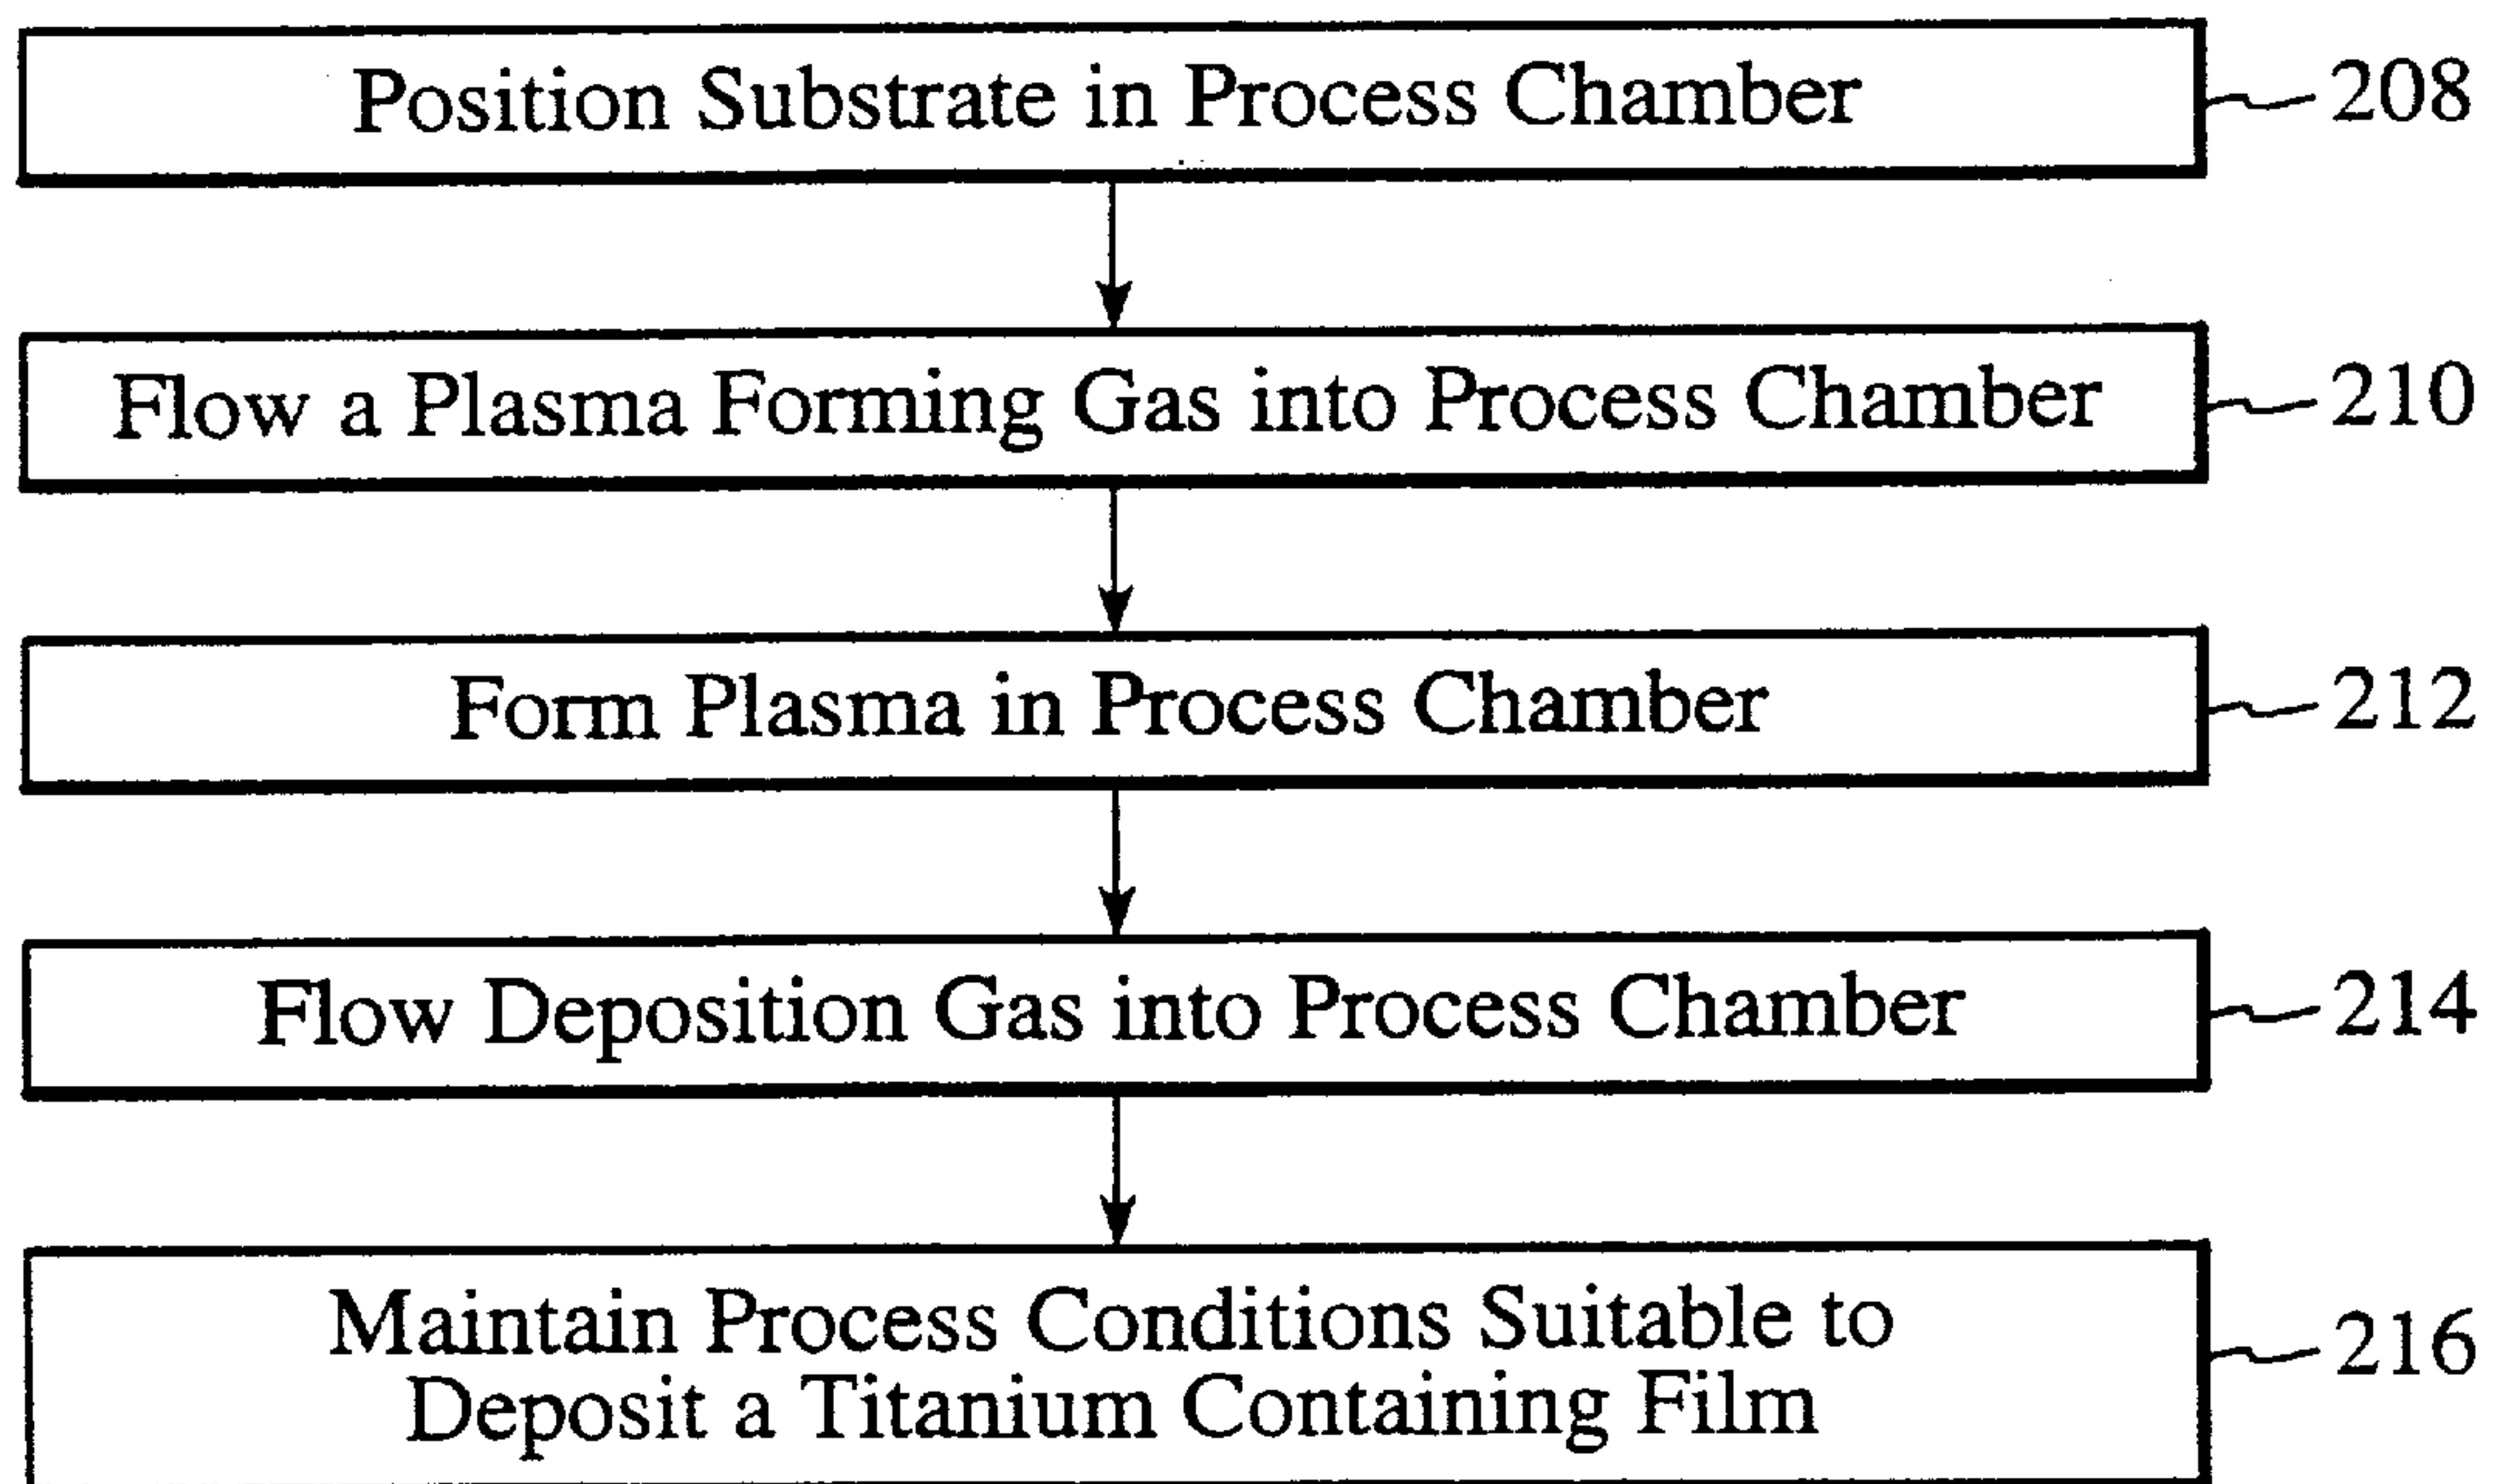 Position Substrate in Process Chamber 208
Flow a Plasma Forming Gas into Process Chamber 210
Form Plasma in Process Chamber 212
Flow Deposition Gas into Process Chamber 214
Maintain Process Conditions Suitable to
Deposit a Titanium Containing Film
216